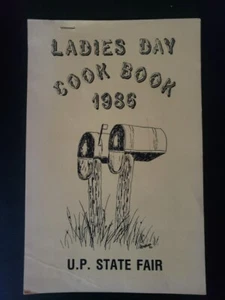 LADIES DAY
COOK BOOK
1986
U.P. STATE FAIR